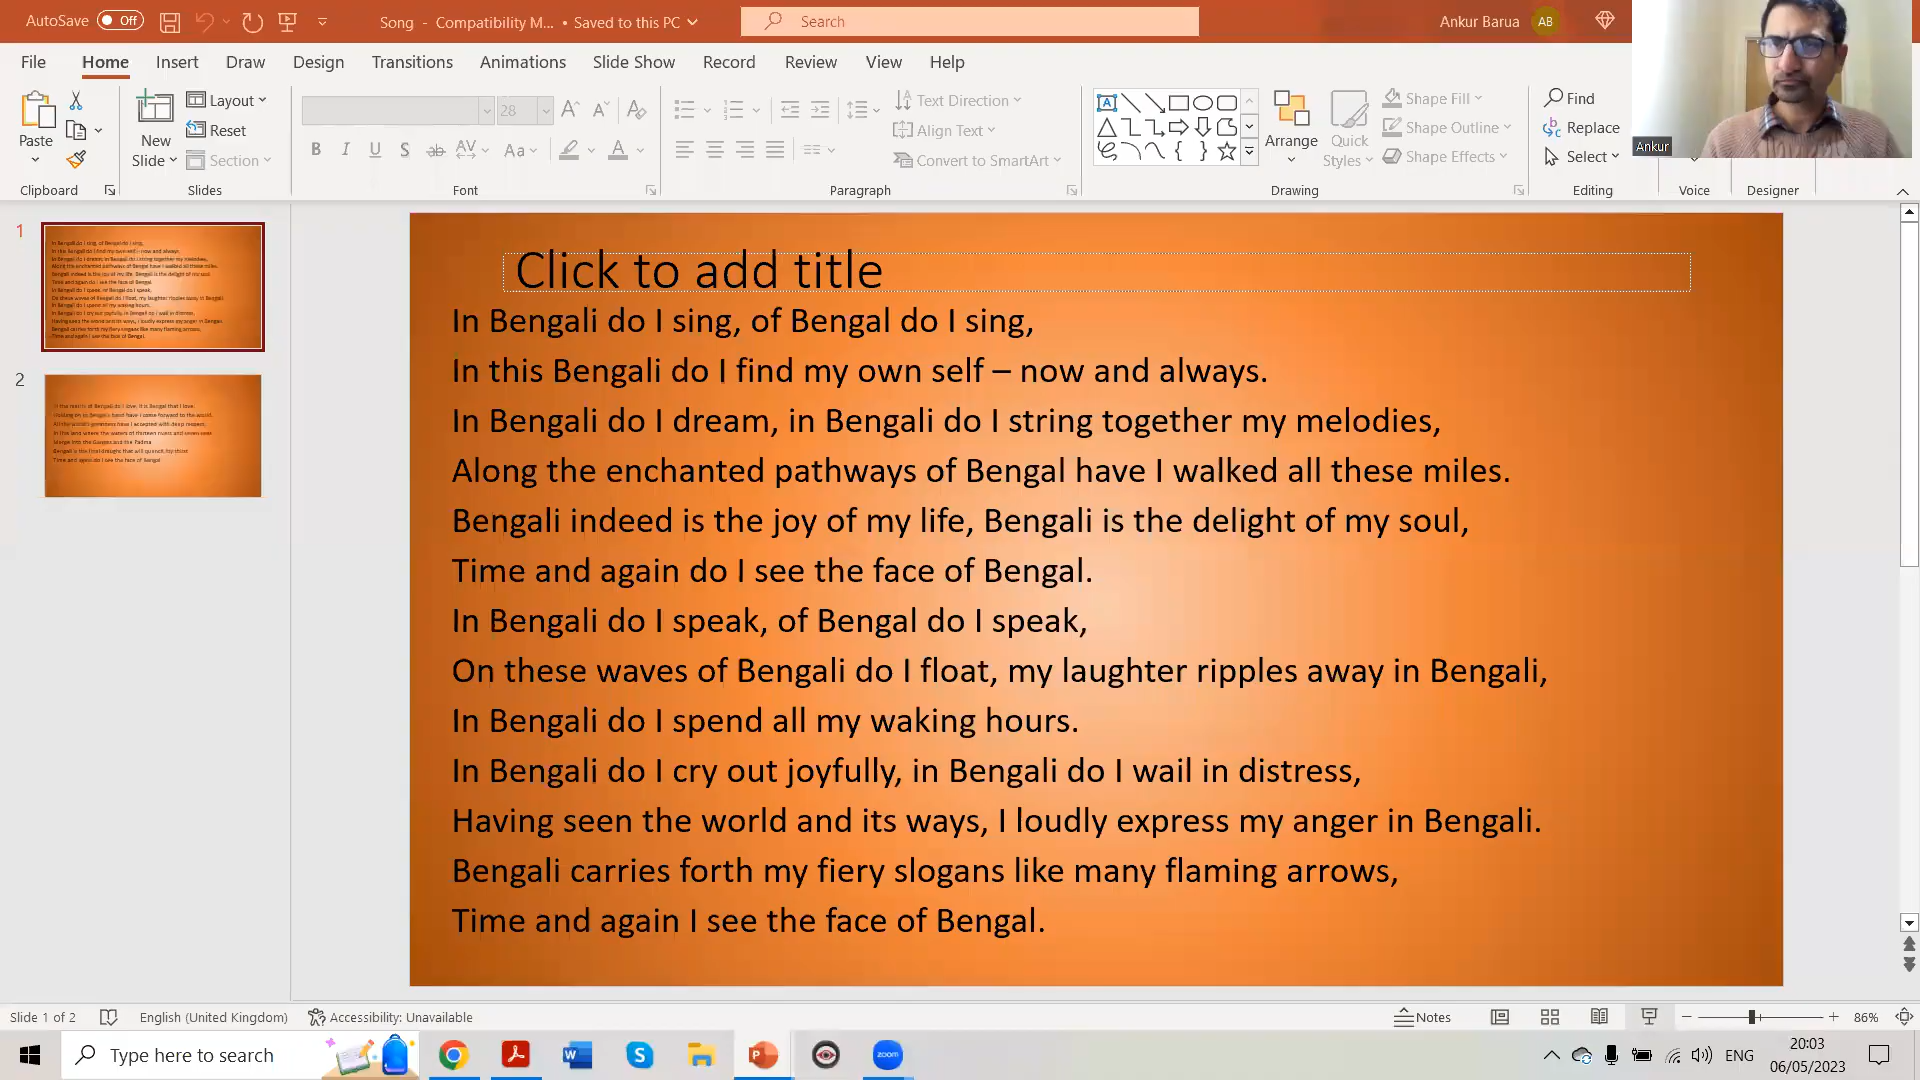 AutoSave Off Song - Compatibility M... • Saved to this PC Search Ankur Barua AB
File Home Insert Draw Design Transitions Animations Slide Show Record Review View Help
Paste New Slide Layout Reset Section 28 Text Direction Align Text Convert to SmartArt Arrange Quick Styles Shape Fill Shape Outline Shape Effects Find Replace Select
Clipboard Slides Font Paragraph Drawing Editing Voice Designer
Ankur
1
2
Click to add title
In Bengali do I sing, of Bengal do I sing,
In this Bengali do I find my own self – now and always.
In Bengali do I dream, in Bengali do I string together my melodies,
Along the enchanted pathways of Bengal have I walked all these miles.
Bengali indeed is the joy of my life, Bengali is the delight of my soul,
Time and again do I see the face of Bengal.
In Bengali do I speak, of Bengal do I speak,
On these waves of Bengali do I float, my laughter ripples away in Bengali,
In Bengali do I spend all my waking hours.
In Bengali do I cry out joyfully, in Bengali do I wail in distress,
Having seen the world and its ways, I loudly express my anger in Bengali.
Bengali carries forth my fiery slogans like many flaming arrows,
Time and again I see the face of Bengal.
Slide 1 of 2 English (United Kingdom) Accessibility: Unavailable Notes 86%
Type here to search zoom ENG 20:03
06/05/2023